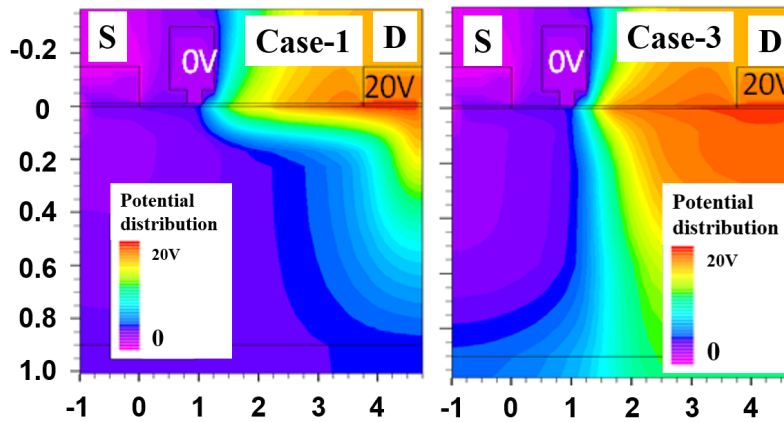 S
0V
Case-1
D
20V
S
0V
Case-3
D
20V
-0.2
0
0.2
0.4
0.6
0.8
1.0
Potential
distribution
20V
0
Potential
distribution
20V
0
-1 0 1 2 3 4
-1 0 1 2 3 4